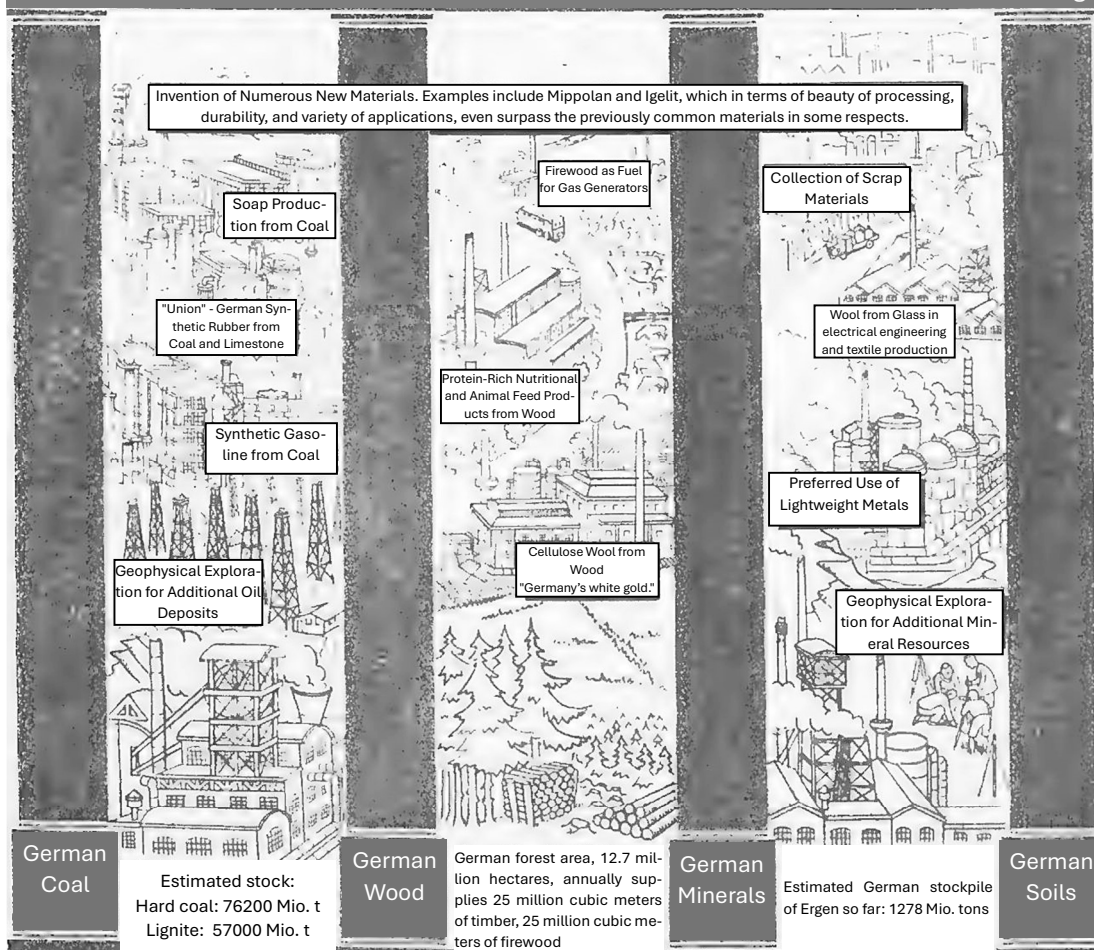 Invention of Numerous New Materials. Examples include Mippolan and Igelit, which in terms of beauty of processing,
durability, and variety of applications, even surpass the previously common materials in some respects.
Soap Produc-
tion from Coal
"Union" - German Syn-
thetic Rubber from
Coal and Limestone
Synthetic Gaso-
line from Coal
Geophysical Explora-
tion for Additional Oil
Deposits
Firewood as Fuel
for Gas Generators
Protein-Rich Nutritional
and Animal Feed Prod-
ucts from Wood
Cellulose Wool from
Wood
"Germany's white gold."
Collection of Scrap
Materials
Wool from Glass in
electrical engineering
and textile production
Preferred Use of
Lightweight Metals
Geophysical Explora-
tion for Additional Min-
eral Resources
German
Coal
Estimated stock:
Hard coal: 76200 Mio. t
Lignite: 57000 Mio. t
German
Wood
German forest area, 12.7 mil-
lion hectares, annually sup-
plies 25 million cubic meters
of timber, 25 million cubic me-
ters of firewood
German
Minerals
Estimated German stockpile
of Ergen so far: 1278 Mio. tons
German
Soils